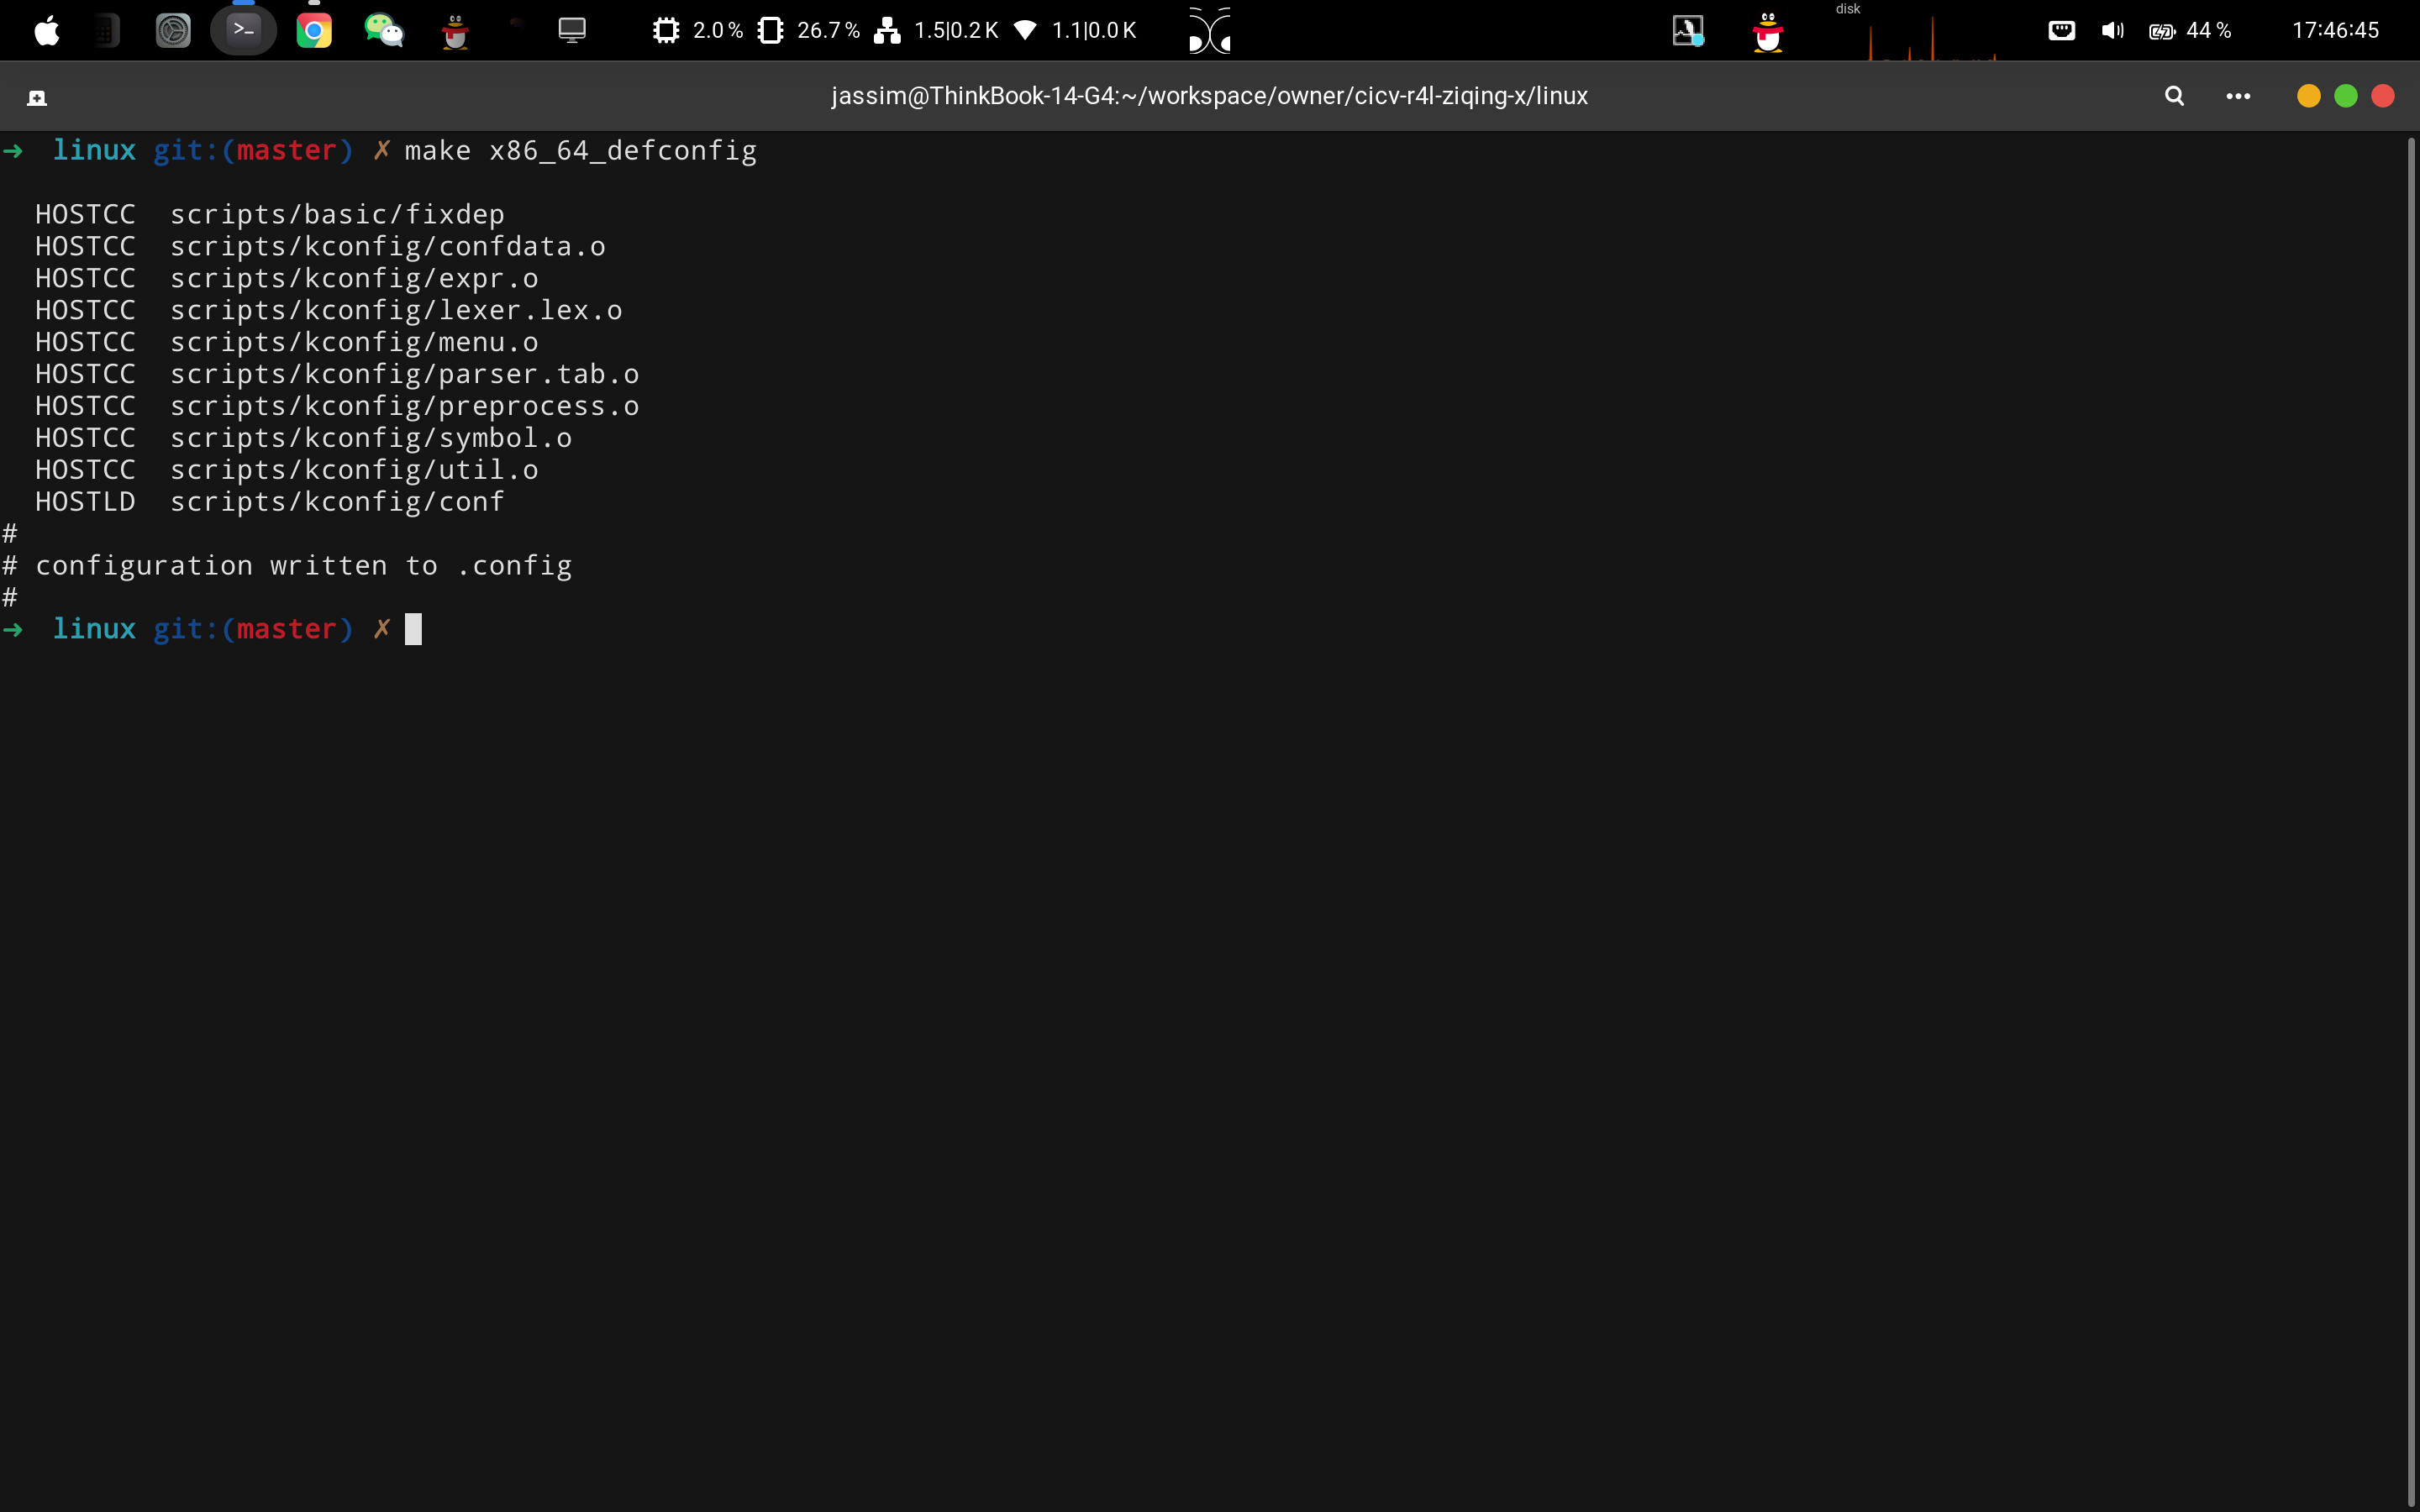 2.0 % 26.7 % 1.5|0.2 K 1.1|0.0 K disk 44 % 17:46:45
jassim@ThinkBook-14-G4:~/workspace/owner/cicv-r4l-ziqing-x/linux
➜ linux git:(master) ✗ make x86_64_defconfig
HOSTCC scripts/basic/fixdep
HOSTCC scripts/kconfig/confdata.o
HOSTCC scripts/kconfig/expr.o
HOSTCC scripts/kconfig/lexer.lex.o
HOSTCC scripts/kconfig/menu.o
HOSTCC scripts/kconfig/parser.tab.o
HOSTCC scripts/kconfig/preprocess.o
HOSTCC scripts/kconfig/symbol.o
HOSTCC scripts/kconfig/util.o
HOSTLD scripts/kconfig/conf
#
# configuration written to .config
#
➜ linux git:(master) ✗